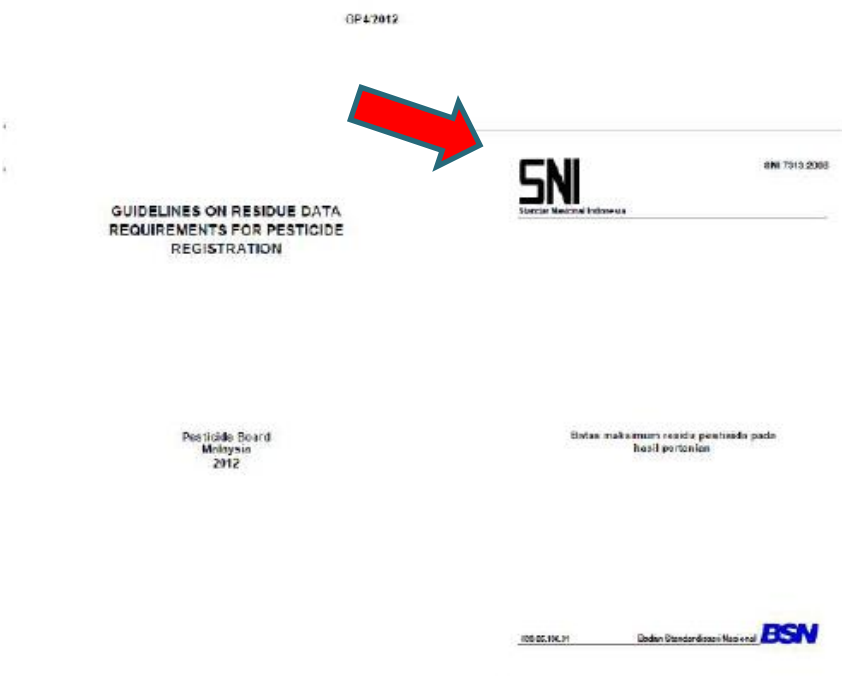 GP4/2012
GUIDELINES ON RESIDUE DATA
REQUIREMENTS FOR PESTICIDE
REGISTRATION
Pesticide Board
Malaysia
2012
SNI
Standar Nasional Indonesia
SNI 7313:2008
Batas maksimum residu pestisida pada
hasil pertanian
Badan Standardisasi Nasional
BSN